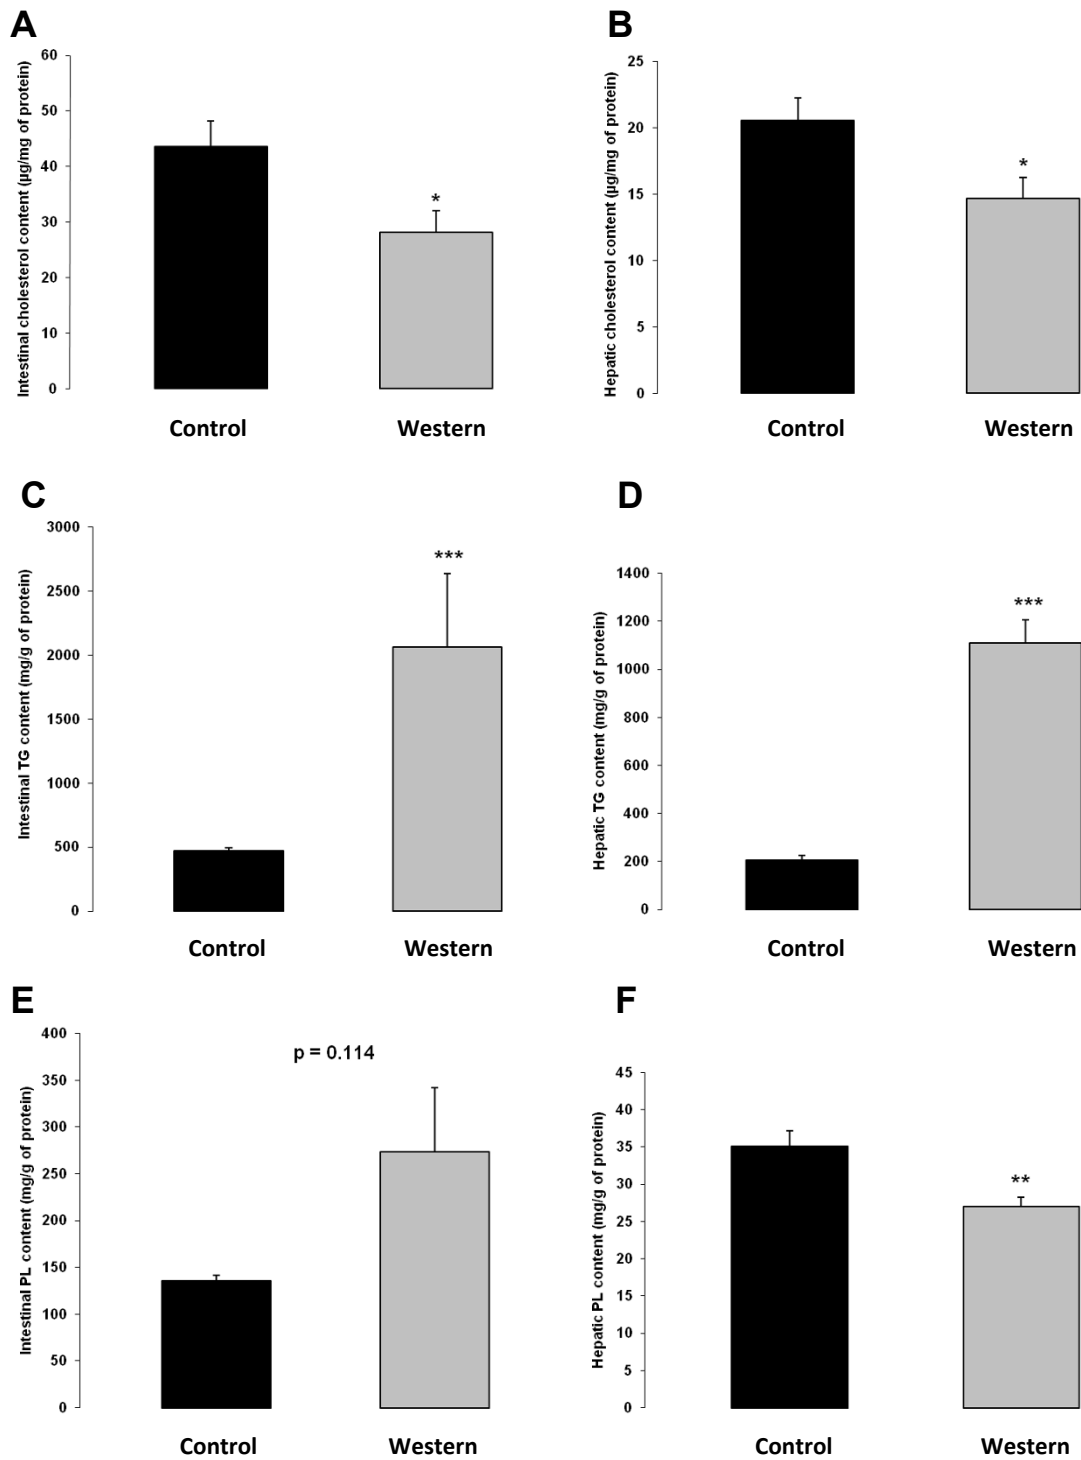 A
Intestinal cholesterol content (µg/mg of protein)
60
50
40
30
20
10
0
*
Control
Western
B
Hepatic cholesterol content (µg/mg of protein)
25
20
15
10
5
0
*
Control
Western
C
Intestinal TG content (mg/g of protein)
3000
2500
2000
1500
1000
500
0
***
Control
Western
D
Hepatic TG content (mg/g of protein)
1400
1200
1000
800
600
400
200
0
***
Control
Western
E
Intestinal PL content (mg/g of protein)
400
350
300
250
200
150
100
50
0
p = 0.114
Control
Western
F
Hepatic PL content (mg/g of protein)
45
40
35
30
25
20
15
10
5
0
**
Control
Western